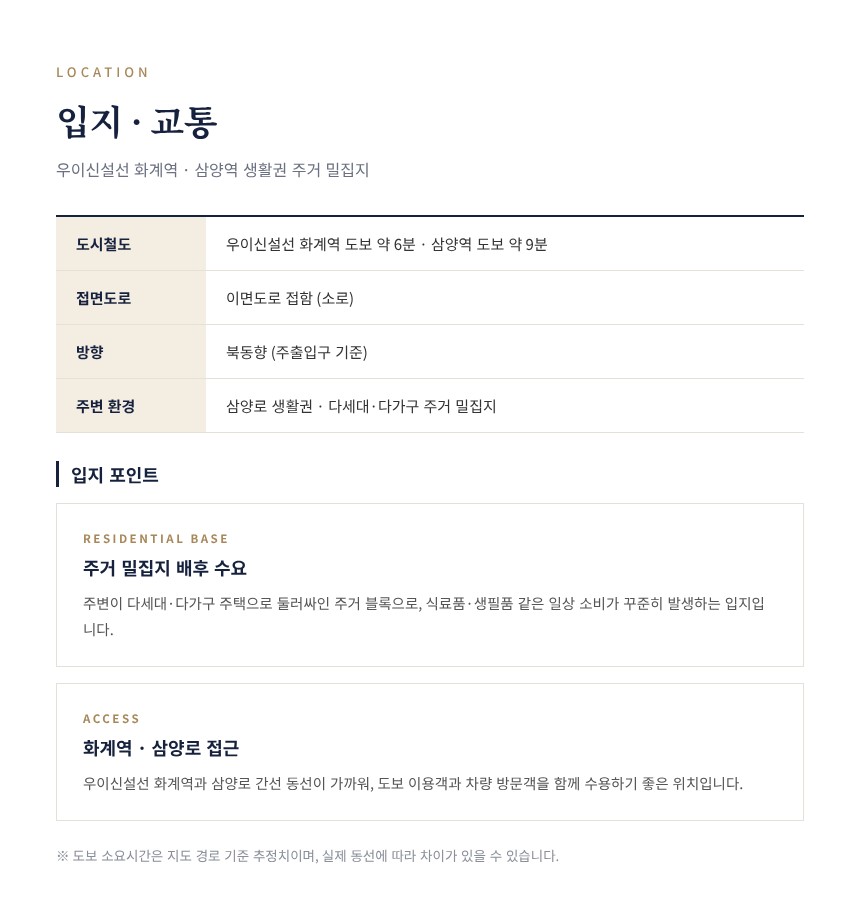 LOCATION
입지 · 교통
우이신설선 화계역 · 삼양역 생활권 주거 밀집지
도시철도 우이신설선 화계역 도보 약 6분 · 삼양역 도보 약 9분
접면도로 이면도로 접함 (소로)
방향 북동향 (주출입구 기준)
주변 환경 삼양로 생활권 · 다세대·다가구 주거 밀집지
입지 포인트
RESIDENTIAL BASE
주거 밀집지 배후 수요
주변이 다세대·다가구 주택으로 둘러싸인 주거 블록으로, 식료품·생필품 같은 일상 소비가 꾸준히 발생하는 입지입
니다.
ACCESS
화계역 · 삼양로 접근
우이신설선 화계역과 삼양로 간선 동선이 가까워, 도보 이용객과 차량 방문객을 함께 수용하기 좋은 위치입니다.
※ 도보 소요시간은 지도 경로 기준 추정치이며, 실제 동선에 따라 차이가 있을 수 있습니다.